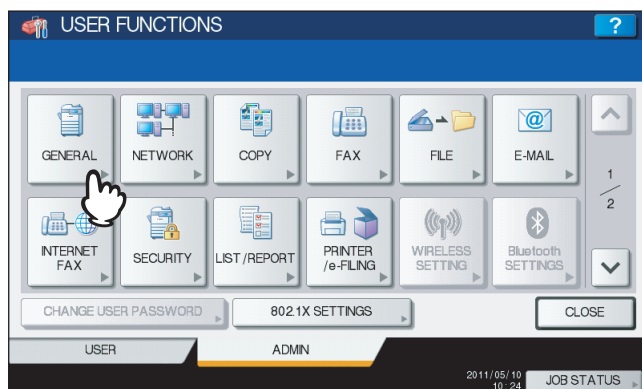 USER FUNCTIONS
?
GENERAL
NETWORK
COPY
FAX
FILE
E-MAIL
1
2
INTERNET
FAX
SECURITY
LIST/REPORT
PRINTER
/e-FILING
WIRELESS
SETTING
Bluetooth
SETTINGS
CHANGE USER PASSWORD
802.1X SETTINGS
CLOSE
USER
ADMIN
2011/05/10
10:24
JOB STATUS